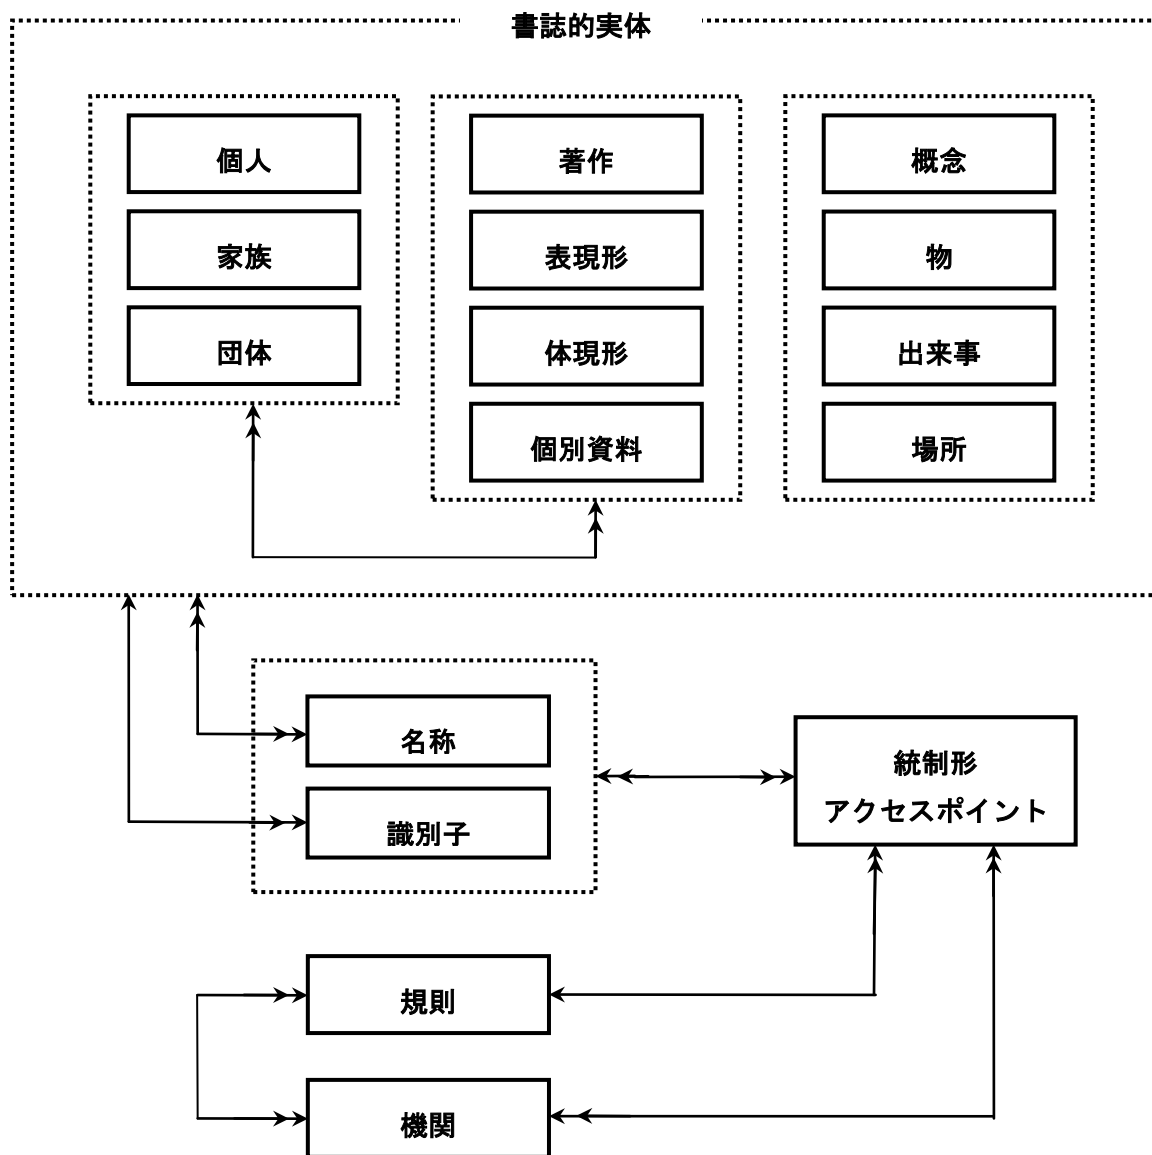 書誌的実体
個人
家族
団体
著作
表現形
体現形
個別資料
概念
物
出来事
場所
名称
識別子
統制形
アクセスポイント
規則
機関